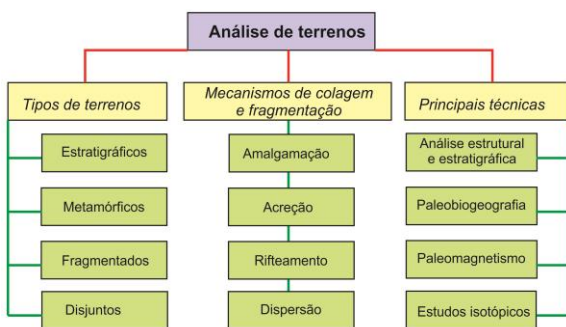 Análise de terrenos
Tipos de terrenos
Mecanismos de colagem
e fragmentação
Principais técnicas
Estratigráficos
Metamórficos
Fragmentados
Disjuntos
Amalgamação
Acreção
Rifteamento
Dispersão
Análise estrutural
e estratigráfica
Paleobiogeografia
Paleomagnetismo
Estudos isotópicos